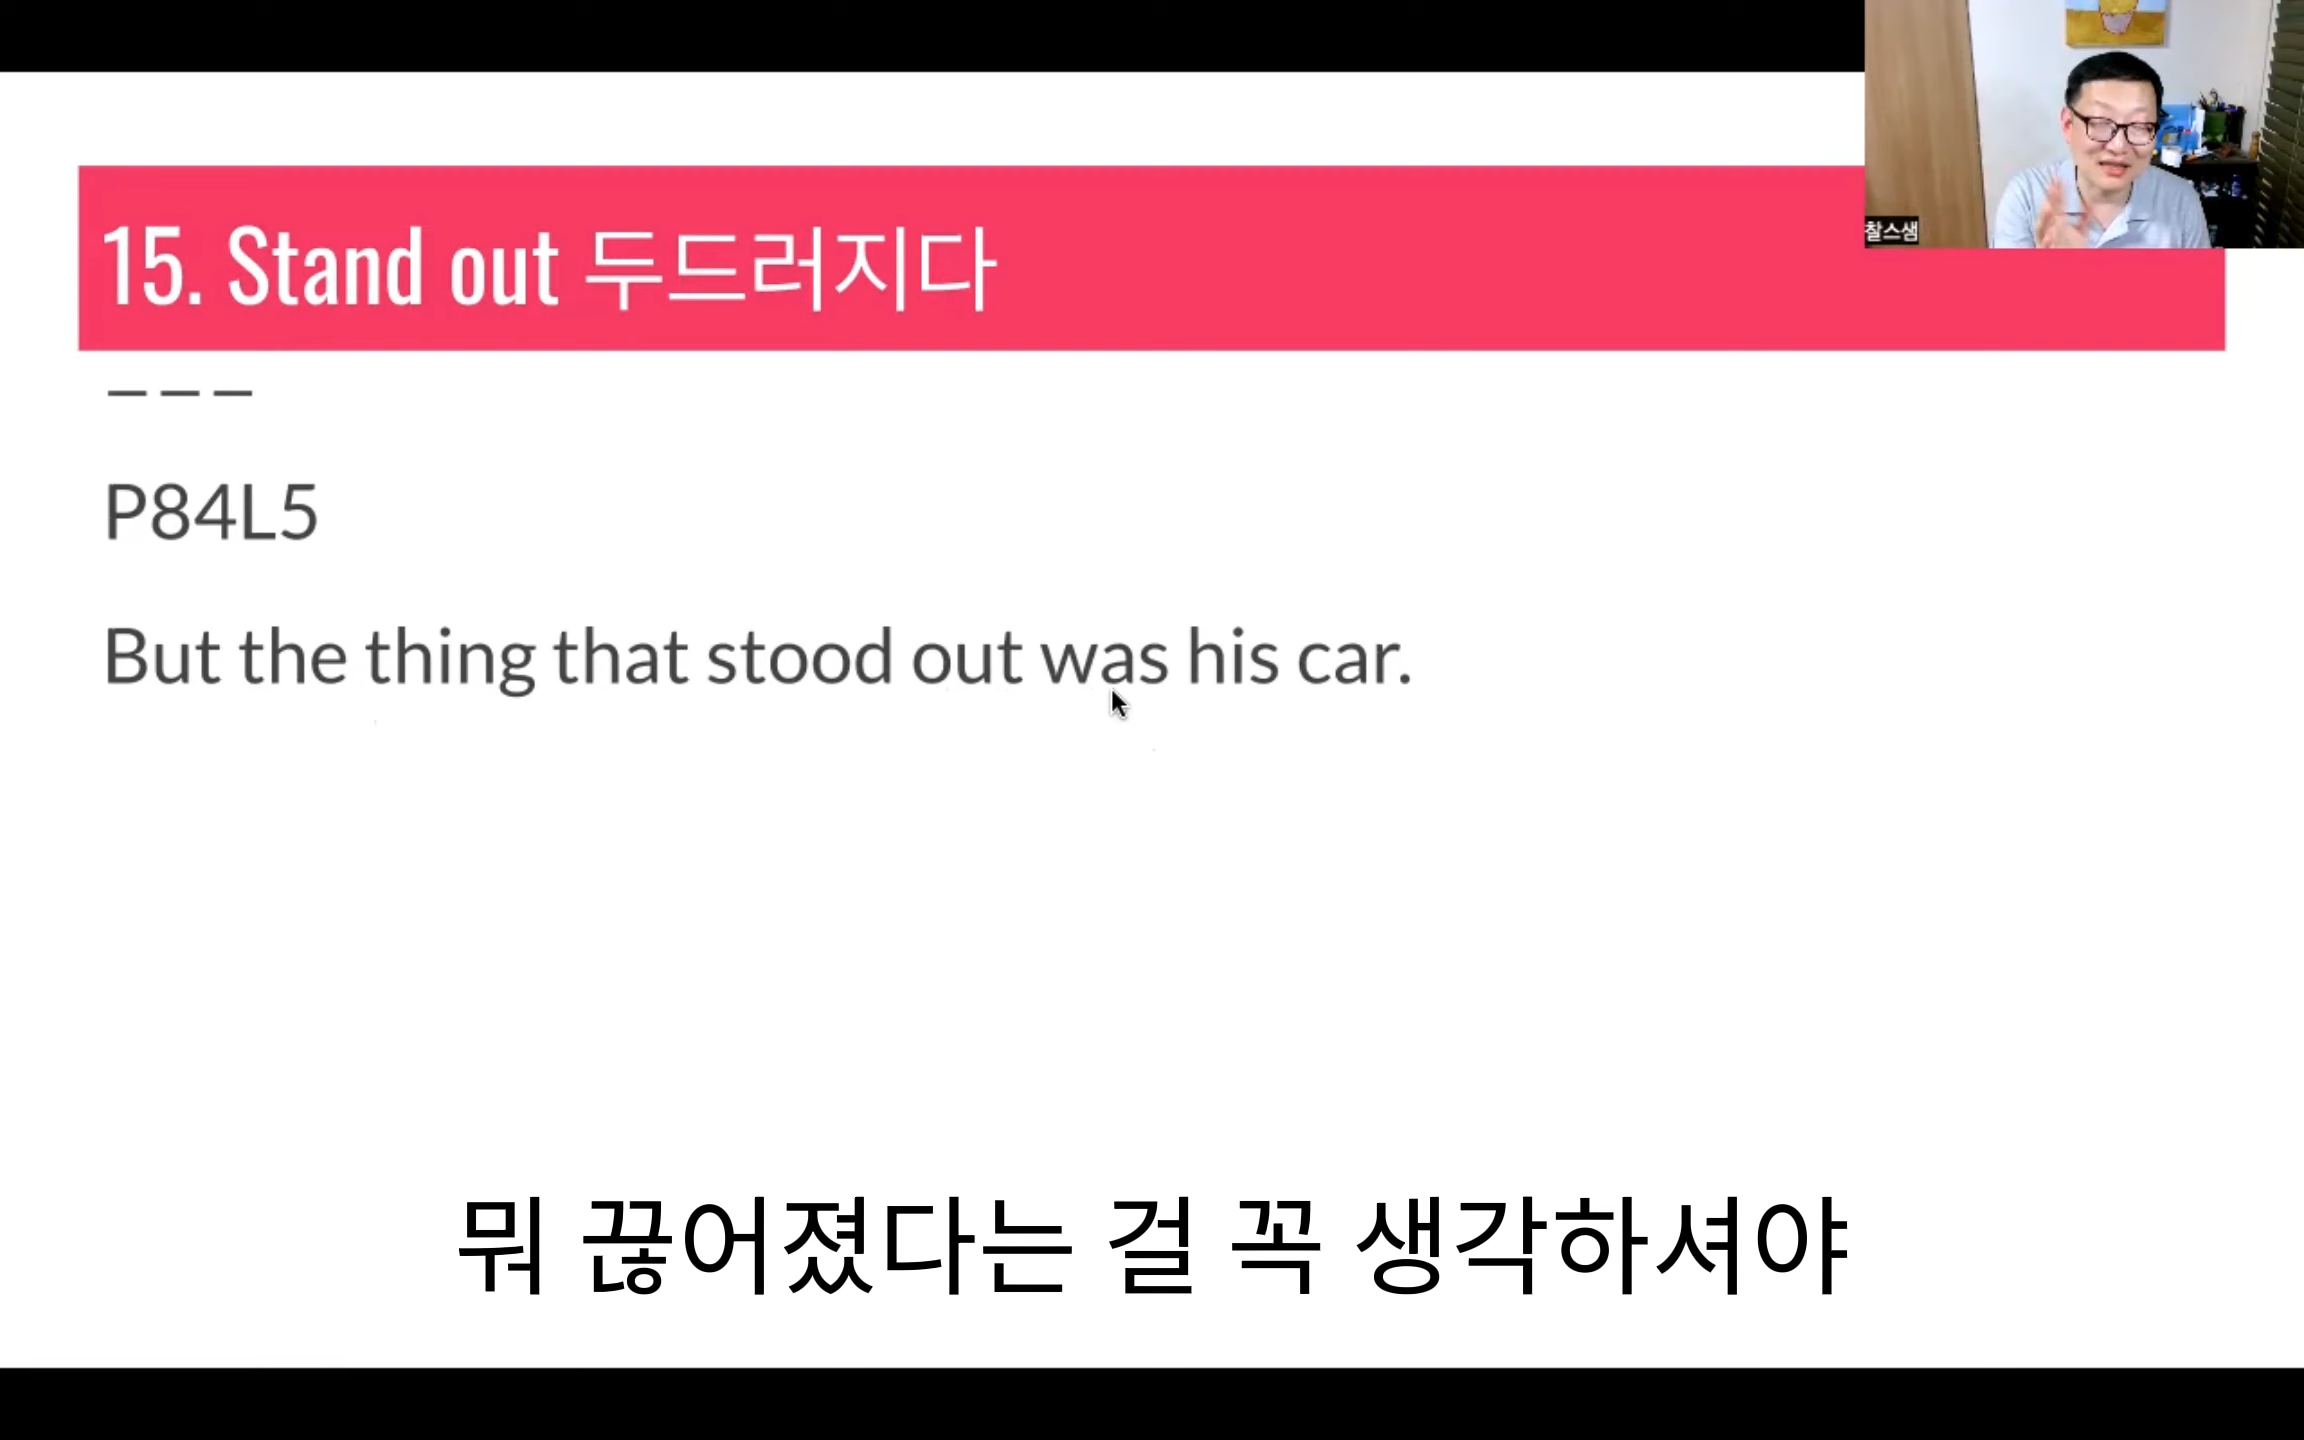 찰스샘
15. Stand out 두드러지다
———
P84L5
But the thing that stood out was his car.
뭐 끊어졌다는 걸 꼭 생각하셔야